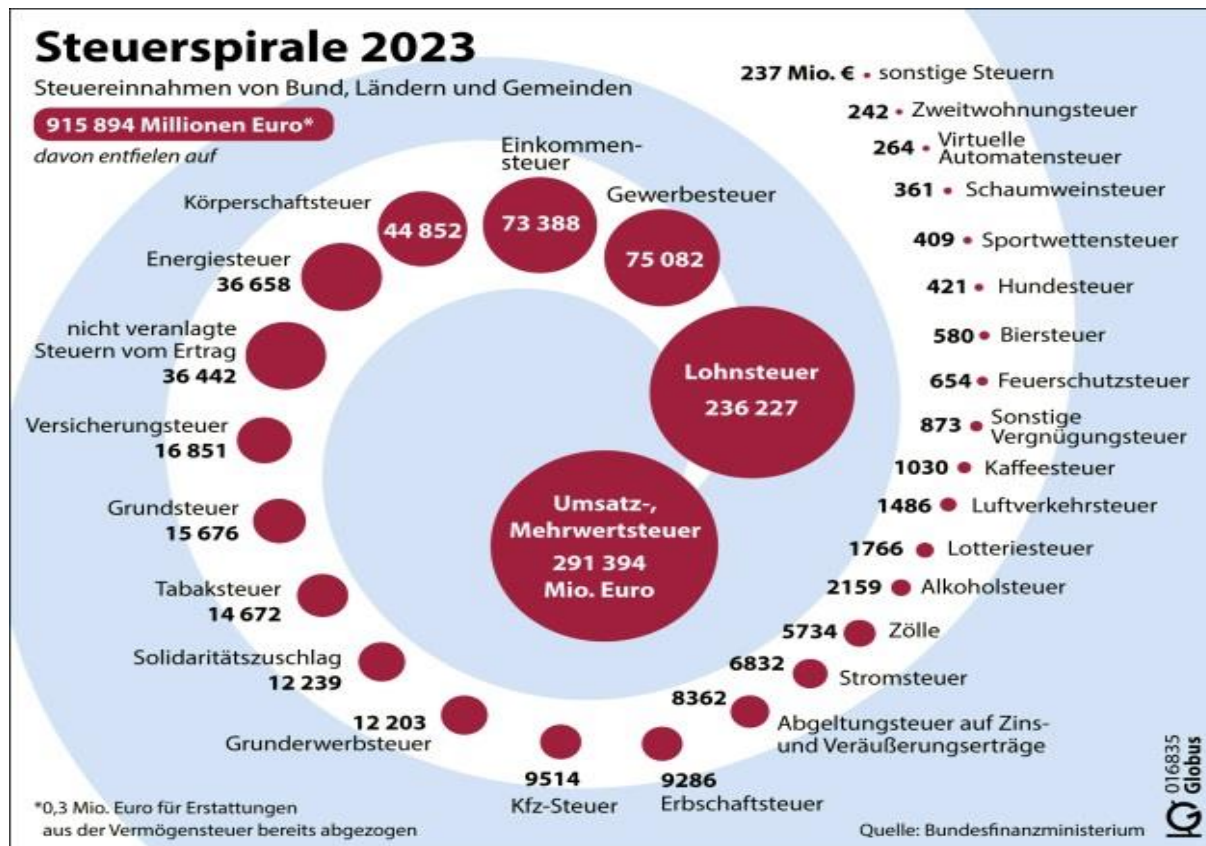 Steuerspirale 2023
Steuereinnahmen von Bund, Ländern und Gemeinden
915 894 Millionen Euro*
davon entfielen auf
Umsatz-,
Mehrwertsteuer
291 394
Mio. Euro
Lohnsteuer
236 227
Gewerbesteuer
75 082
Einkommen-
steuer
73 388
Körperschaftsteuer
44 852
Energiesteuer
36 658
nicht veranlagte
Steuern vom Ertrag
36 442
Versicherungsteuer
16 851
Grundsteuer
15 676
Tabaksteuer
14 672
Solidaritätszuschlag
12 239
12 203
Grunderwerbsteuer
9514
Kfz-Steuer
9286
Erbschaftsteuer
8362
Abgeltungsteuer auf Zins-
und Veräußerungserträge
6832
Stromsteuer
5734 Zölle
2159 Alkoholsteuer
1766 Lotteriesteuer
1486 Luftverkehrsteuer
1030 Kaffeesteuer
873 Sonstige
Vergnügungsteuer
654 Feuerschutzsteuer
580 Biersteuer
421 Hundesteuer
409 Sportwettensteuer
361 Schaumweinsteuer
264 Virtuelle
Automatensteuer
242 Zweitwohnungsteuer
237 Mio. € sonstige Steuern
*0,3 Mio. Euro für Erstattungen
aus der Vermögensteuer bereits abgezogen
Quelle: Bundesfinanzministerium
016835
Globus